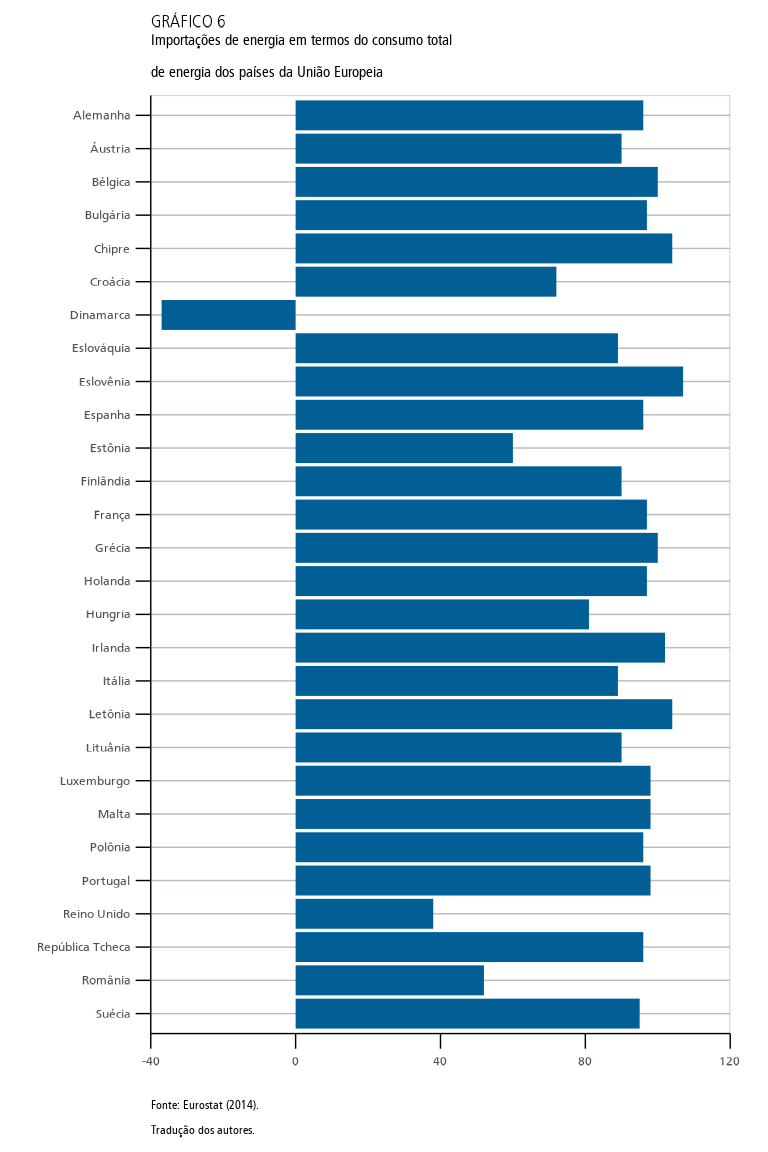 GRÁFICO 6
Importações de energia em termos do consumo total
de energia dos países da União Europeia
Alemanha
Áustria
Bélgica
Bulgária
Chipre
Croácia
Dinamarca
Eslováquia
Eslovênia
Espanha
Estônia
Finlândia
França
Grécia
Holanda
Hungria
Irlanda
Itália
Letônia
Lituânia
Luxemburgo
Malta
Polônia
Portugal
Reino Unido
República Tcheca
România
Suécia
-40 0 40 80 120
Fonte: Eurostat (2014).
Tradução dos autores.